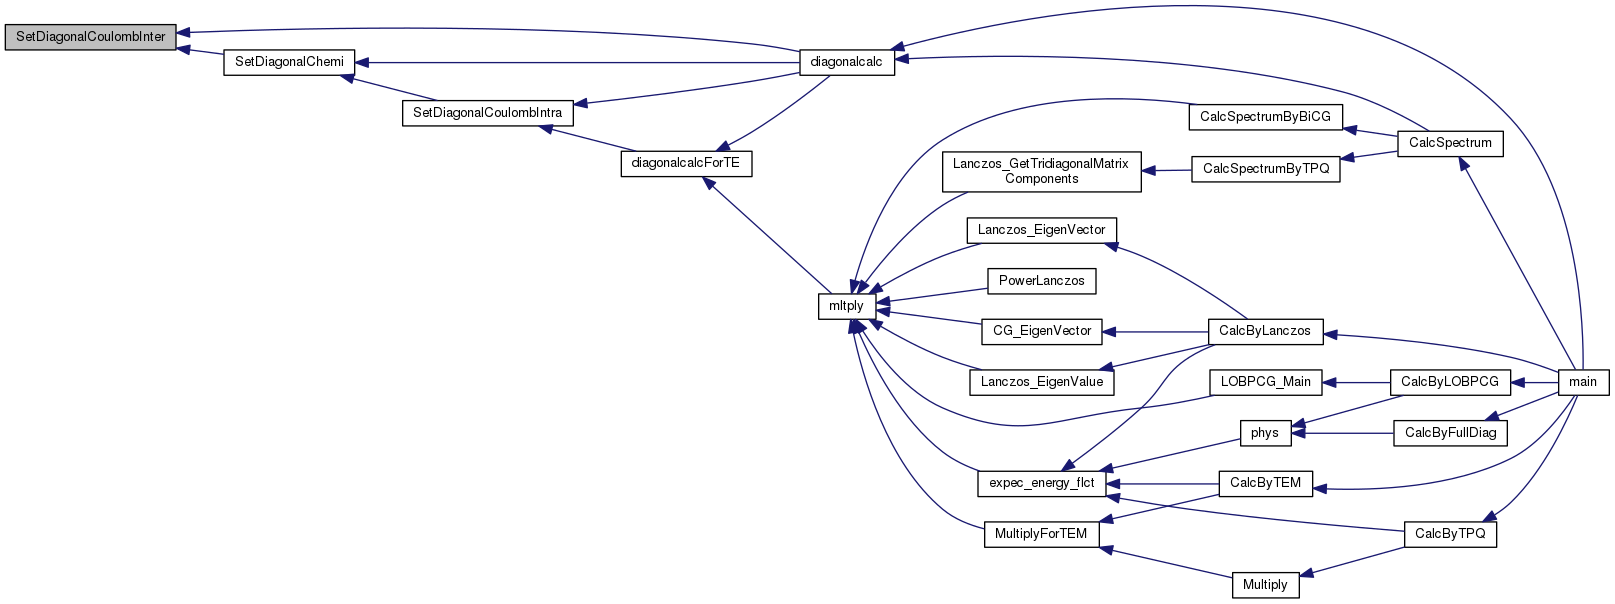 SetDiagonalCoulombInter
SetDiagonalChemi
SetDiagonalCoulombIntra
diagonalcalcForTE
diagonalcalc
mltply
CalcSpectrumByBiCG
Lanczos_GetTridiagonalMatrix
Components
CalcSpectrumByTPQ
CalcSpectrum
Lanczos_EigenVector
PowerLanczos
CG_EigenVector
Lanczos_EigenValue
CalcByLanczos
LOBPCG_Main
CalcByLOBPCG
main
phys
CalcByFullDiag
expec_energy_flct
CalcByTEM
MultiplyForTEM
CalcByTPQ
Multiply